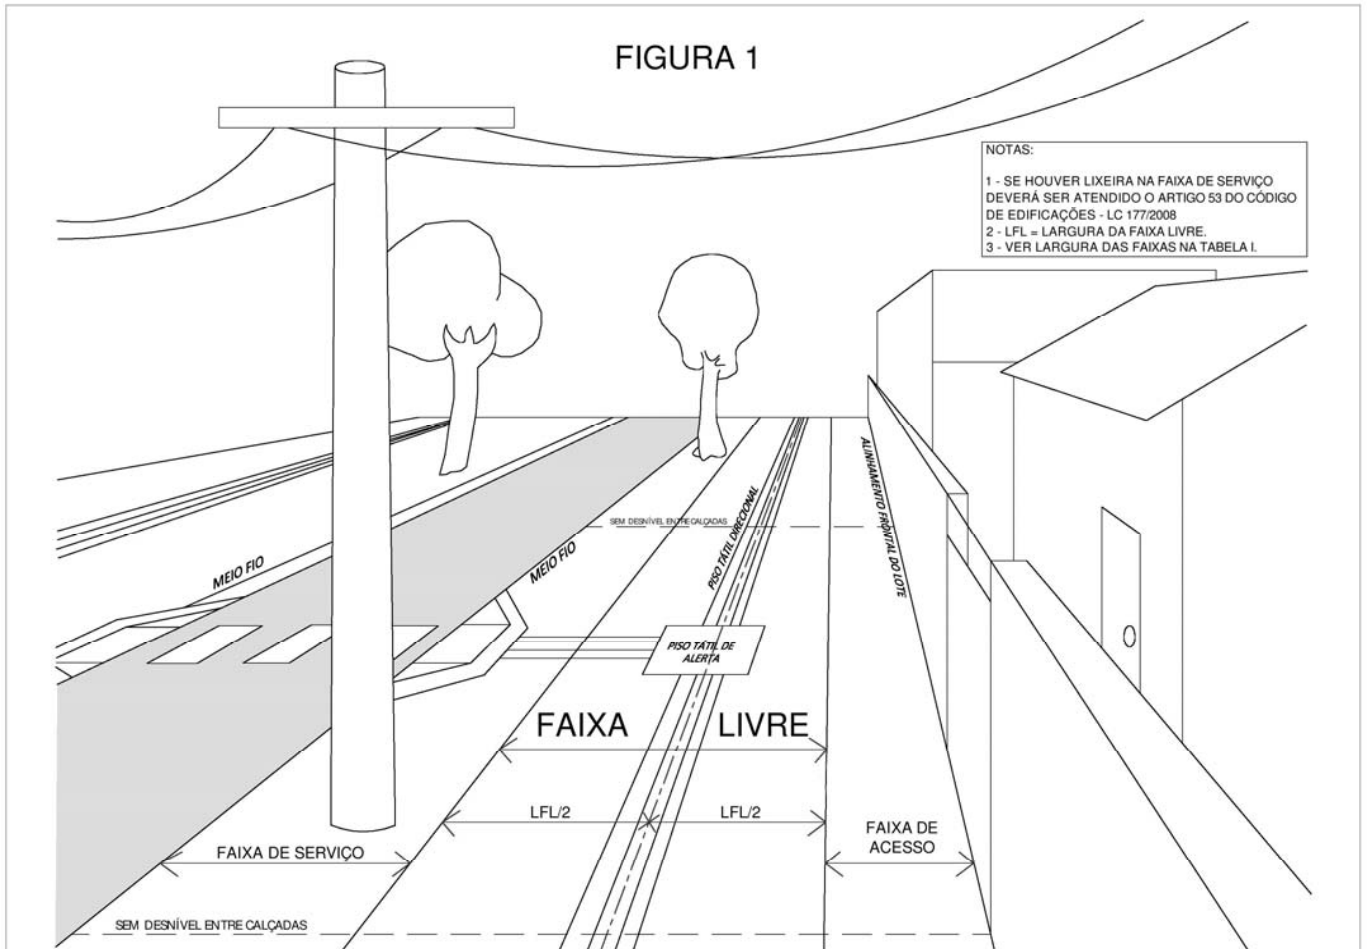 FIGURA 1
NOTAS:
1 - SE HOUVER LIXEIRA NA FAIXA DE SERVIÇO
DEVERÁ SER ATENDIDO O ARTIGO 53 DO CÓDIGO
DE EDIFICAÇÕES - LC 177/2008
2 - LFL = LARGURA DA FAIXA LIVRE.
3 - VER LARGURA DAS FAIXAS NA TABELA I.
ALINHAMENTO FRONTAL DO LOTE
PISO TÁTIL DIRECIONAL
SEM DESNÍVEL ENTRE CALÇADAS
MEIO FIO
MEIO FIO
PISO TÁTIL DE
ALERTA
FAIXA LIVRE
LFL/2
LFL/2
FAIXA DE
ACESSO
FAIXA DE SERVIÇO
SEM DESNÍVEL ENTRE CALÇADAS